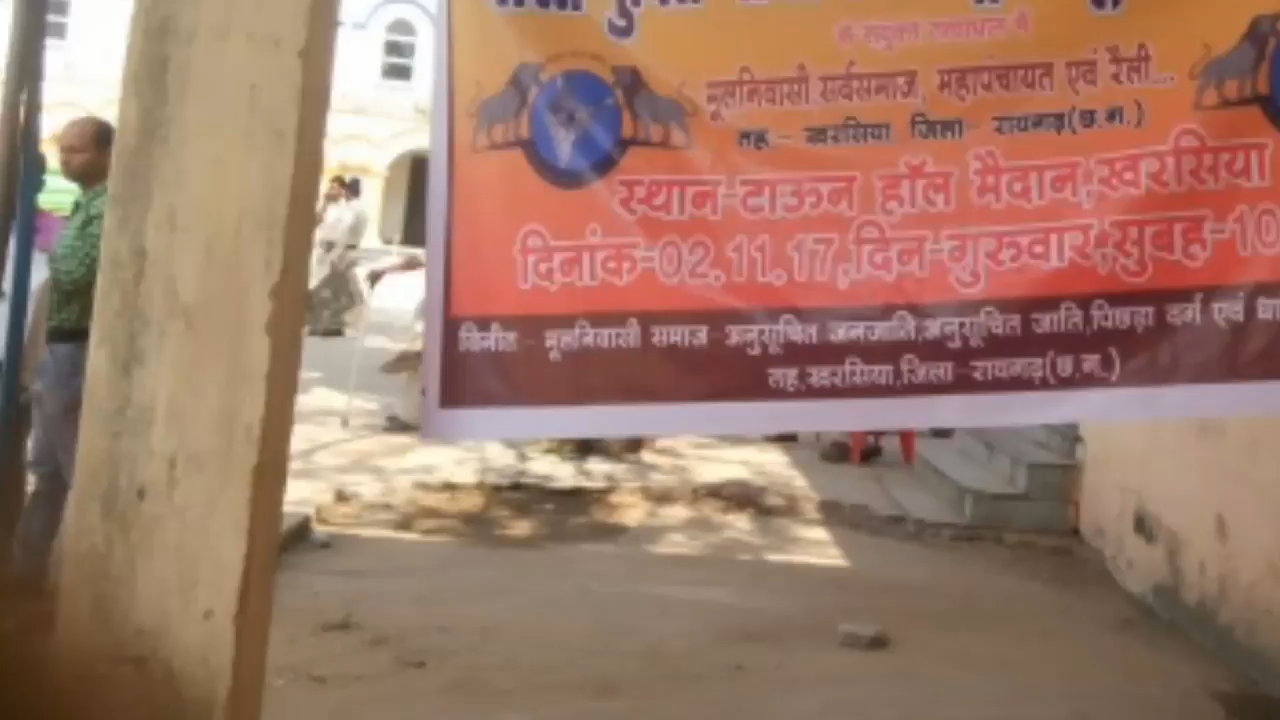 के संयुक्त तत्वाधान में
मूलनिवासी सर्वसमाज, महापंचायत एवं रैली...
तह - खरसिया जिला - रायगढ़(छ.ग.)
स्थान-टाऊन हॉल मैदान,खरसिया
दिनांक-02.11.17,दिन-गुरुवार,सुबह-10
विनीत - मूलनिवासी समाज - अनुसूचित जनजाति,अनुसूचित जाति,पिछड़ा वर्ग एवं
तह,खरसिया,जिला - रायगढ़(छ.ग.)